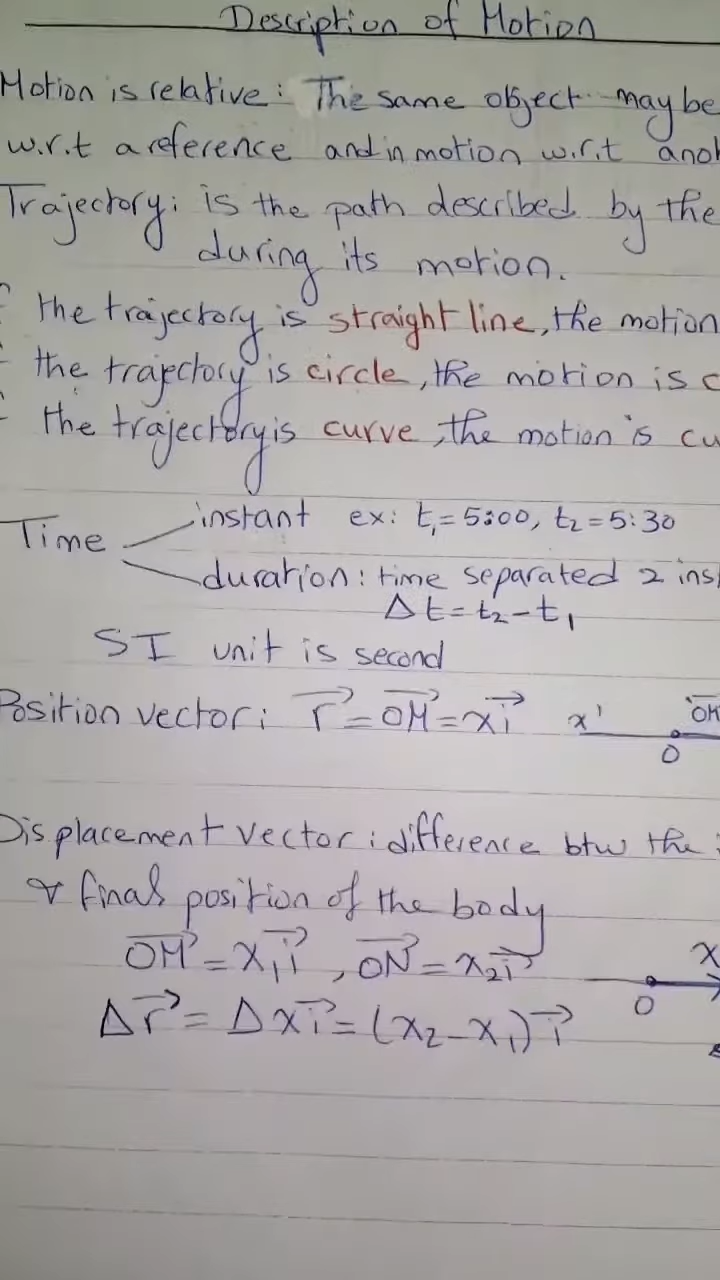 Description of Motion
Motion is relative: The same object may be
w.r.t a reference and in motion w.r.t
Trajectory: is the path described by the
during its motion.
the trajectory is straight line, the motion
the trajectory is circle, the motion is c
the trajectory is curve, the motion is cu
instant ex: t₁=5:00, t₂=5:30
Time
duration: time separated 2 ins
Δt=t₂-t₁
SI unit is second
Position vector: r⃗=OM⃗=xi⃗ x' OM
O
Displacement vector: difference btw the
& final position of the body
OM⃗=x₁i⃗, ON⃗=x₂i⃗ x
O
Δr⃗=Δxi⃗=(x₂-x₁)i⃗